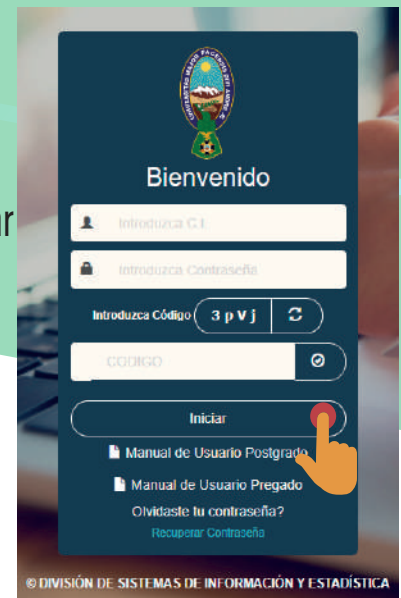 ar
Bienvenido
Introduzca C.I.
Introduzca Contraseña
Introduzca Código 3 p V j
CODIGO
Iniciar
Manual de Usuario Postgrado
Manual de Usuario Pregado
Olvidaste tu contraseña?
Recuperar Contraseña
© DIVISIÓN DE SISTEMAS DE INFORMACIÓN Y ESTADÍSTICA